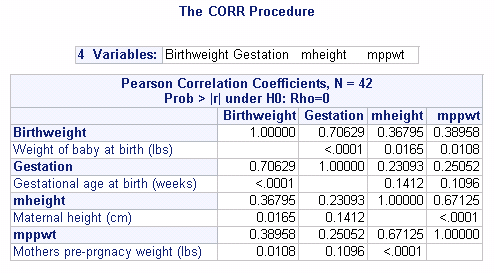 The CORR Procedure
4 Variables: Birthweight Gestation mheight mppwt
Pearson Correlation Coefficients, N = 42
Prob > |r| under H0: Rho=0
Birthweight Gestation mheight mppwt
Birthweight 1.00000 0.70629 0.36795 0.38958
Weight of baby at birth (lbs) <.0001 0.0165 0.0108
Gestation 0.70629 1.00000 0.23093 0.25052
Gestational age at birth (weeks) <.0001 0.1412 0.1096
mheight 0.36795 0.23093 1.00000 0.67125
Maternal height (cm) 0.0165 0.1412 <.0001
mppwt 0.38958 0.25052 0.67125 1.00000
Mothers pre-prgnacy weight (lbs) 0.0108 0.1096 <.0001